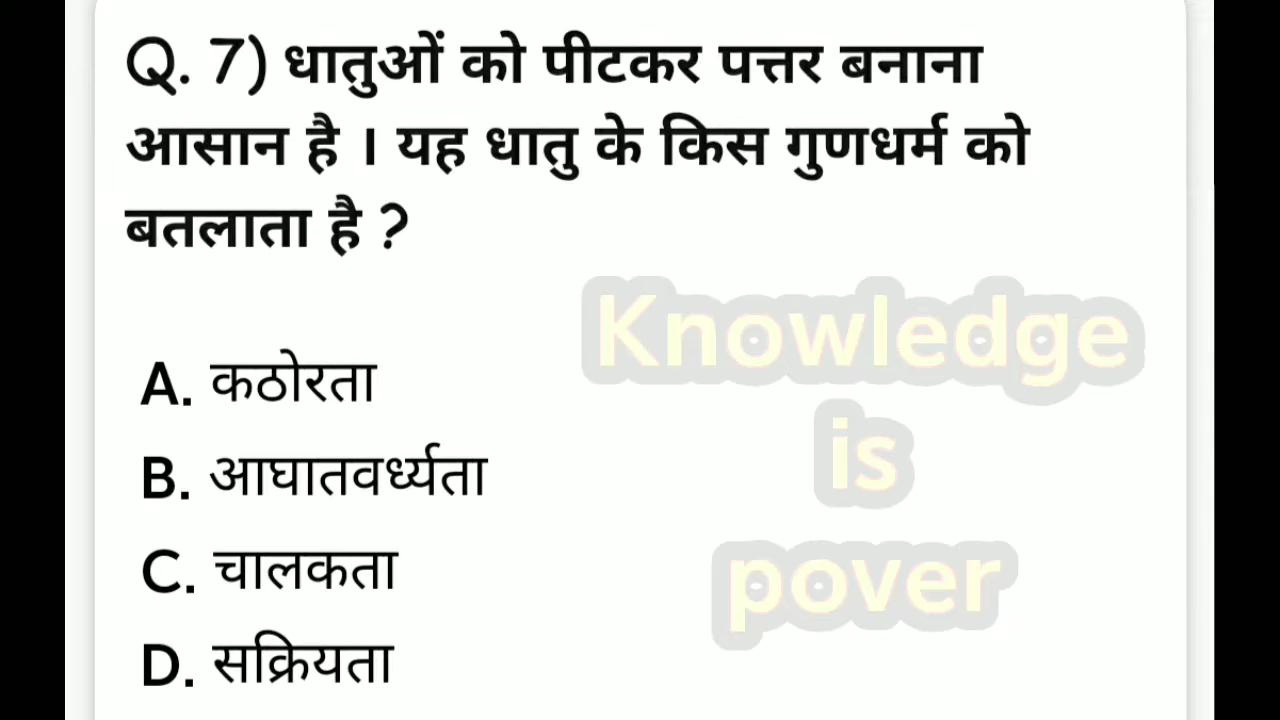 Q. 7) धातुओं को पीटकर पत्तर बनाना
आसान है । यह धातु के किस गुणधर्म को
बतलाता है ?
A. कठोरता
B. आघातवर्ध्यता
C. चालकता
D. सक्रियता
Knowledge
is
pover